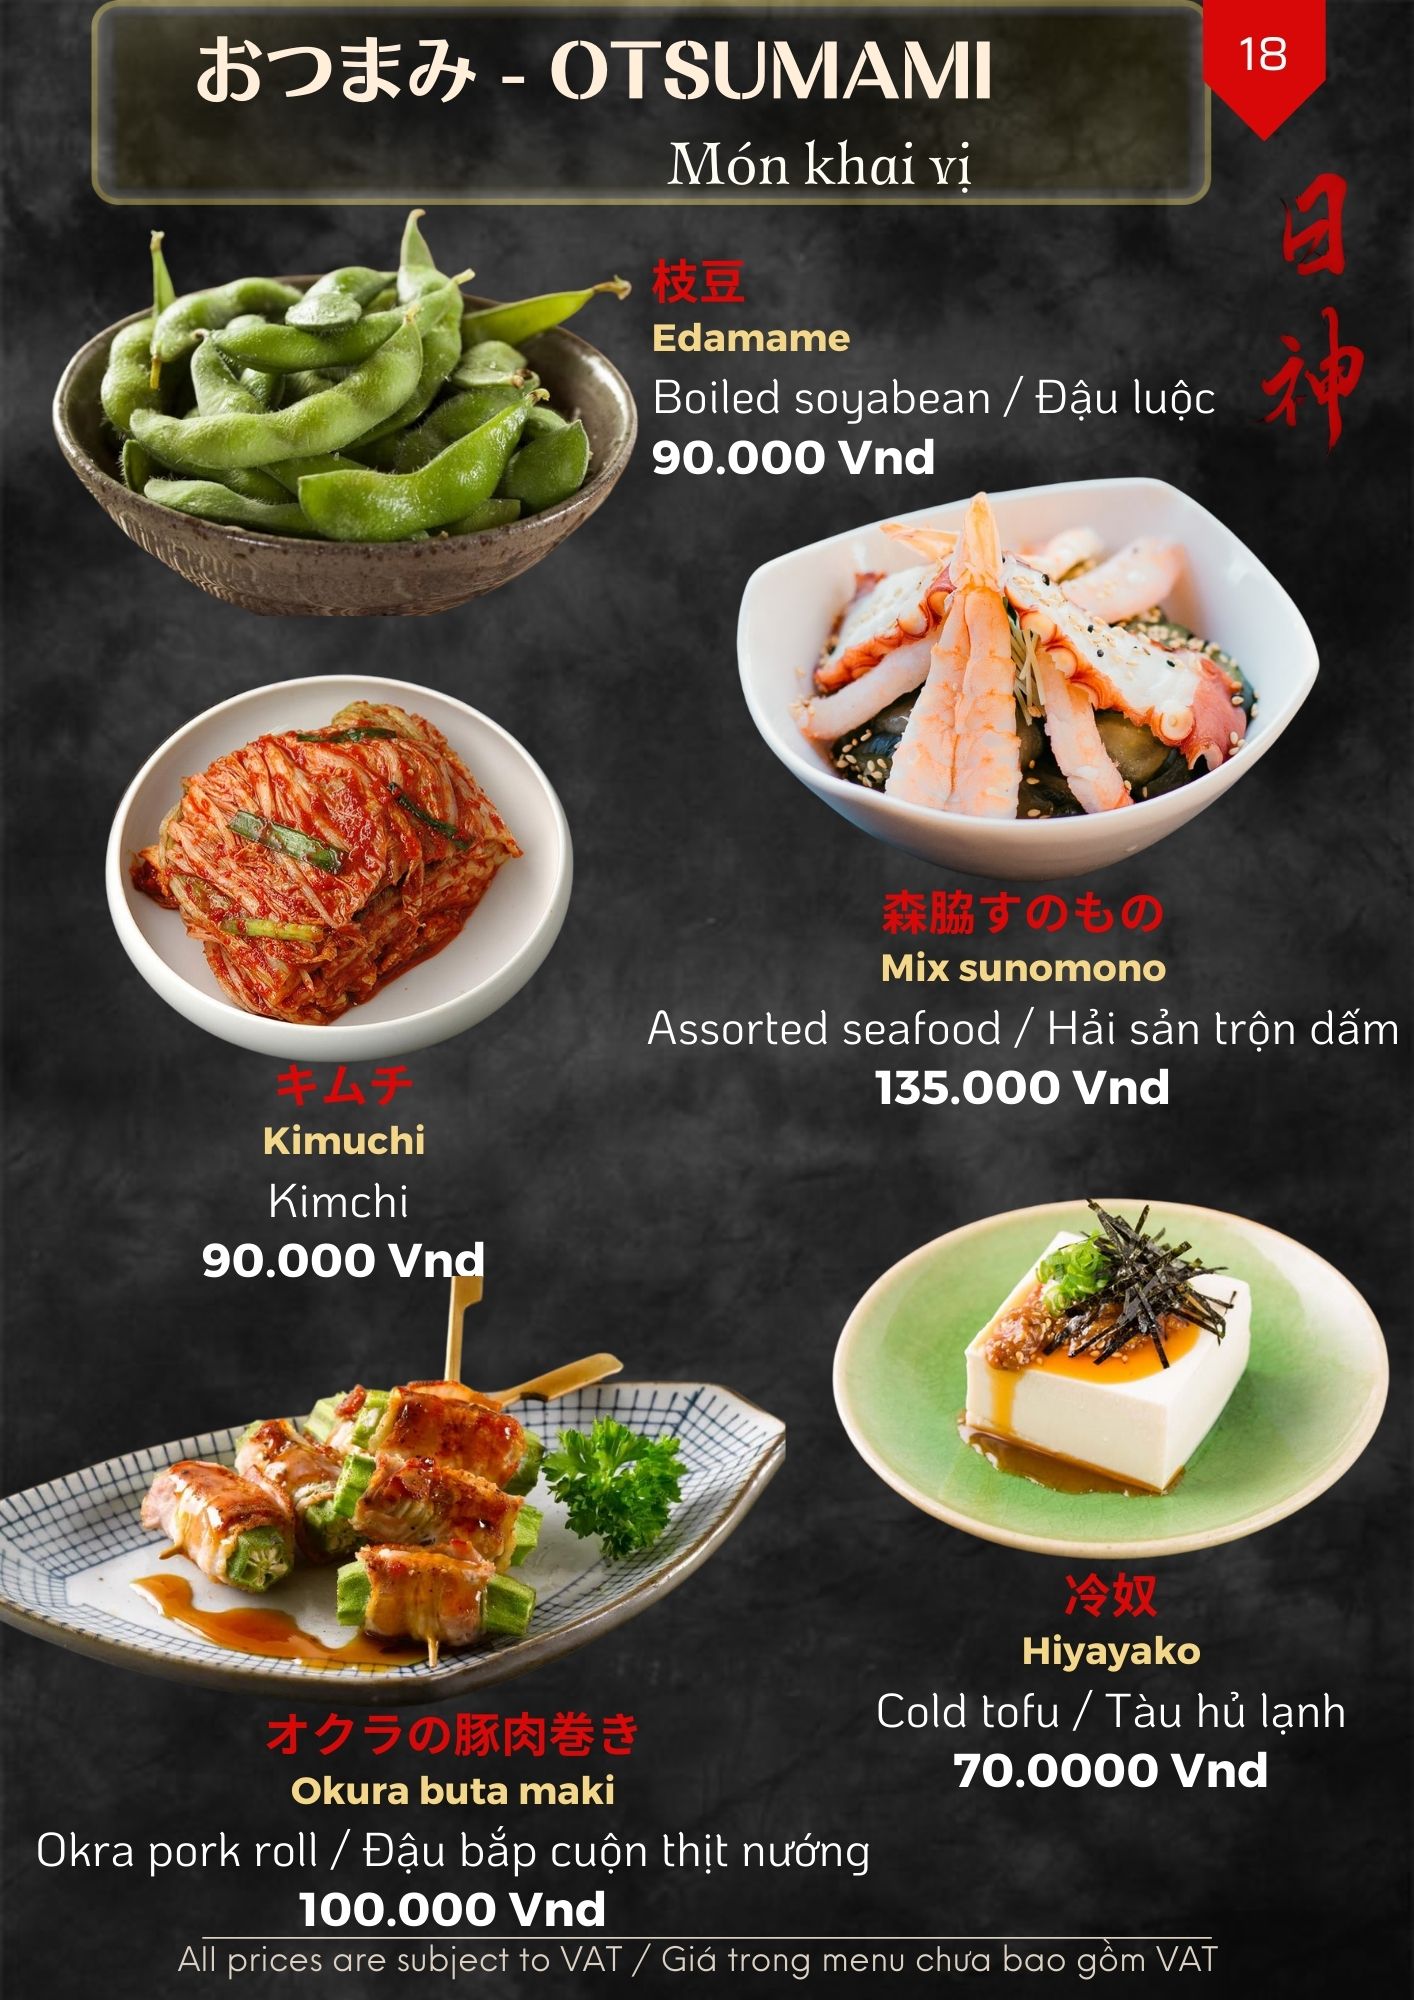 おつまみ - OTSUMAMI
Món khai vị
18
日
神
枝豆
Edamame
Boiled soyabean / Đậu luộc
90.000 Vnd
森脇すのもの
Mix sunomono
Assorted seafood / Hải sản trộn dấm
135.000 Vnd
キムチ
Kimuchi
Kimchi
90.000 Vnd
冷奴
Hiyayako
Cold tofu / Tàu hủ lạnh
70.0000 Vnd
オクラの豚肉巻き
Okura buta maki
Okra pork roll / Đậu bắp cuộn thịt nướng
100.000 Vnd
All prices are subject to VAT / Giá trong menu chưa bao gồm VAT